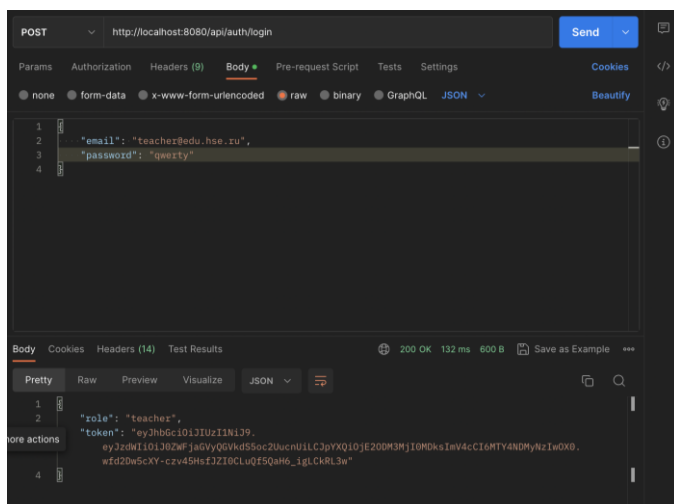 POST http://localhost:8080/api/auth/login Send
Params Authorization Headers (9) Body Pre-request Script Tests Settings Cookies
none form-data x-www-form-urlencoded raw binary GraphQL JSON Beautify
1 {
2 "email": "teacher@edu.hse.ru",
3 "password": "qwerty"
4 }
Body Cookies Headers (14) Test Results 200 OK 132 ms 600 B Save as Example
Pretty Raw Preview Visualize JSON
1 {
2 "role": "teacher",
"token": "eyJhbGciOiJIUzI1NiJ9.
ore actions
eyJzdWIiOiJ0ZWFjaGVyQGVkdS5oc2UucnUiLCJpYXQiOjE2ODM3MjI0MDksImV4cCI6MTY4NDMyNzIwOX0.
wfd2Dw5cXY-czv45HsfJZI0CLuQf5QaH6_igLCkRL3w"
4 }